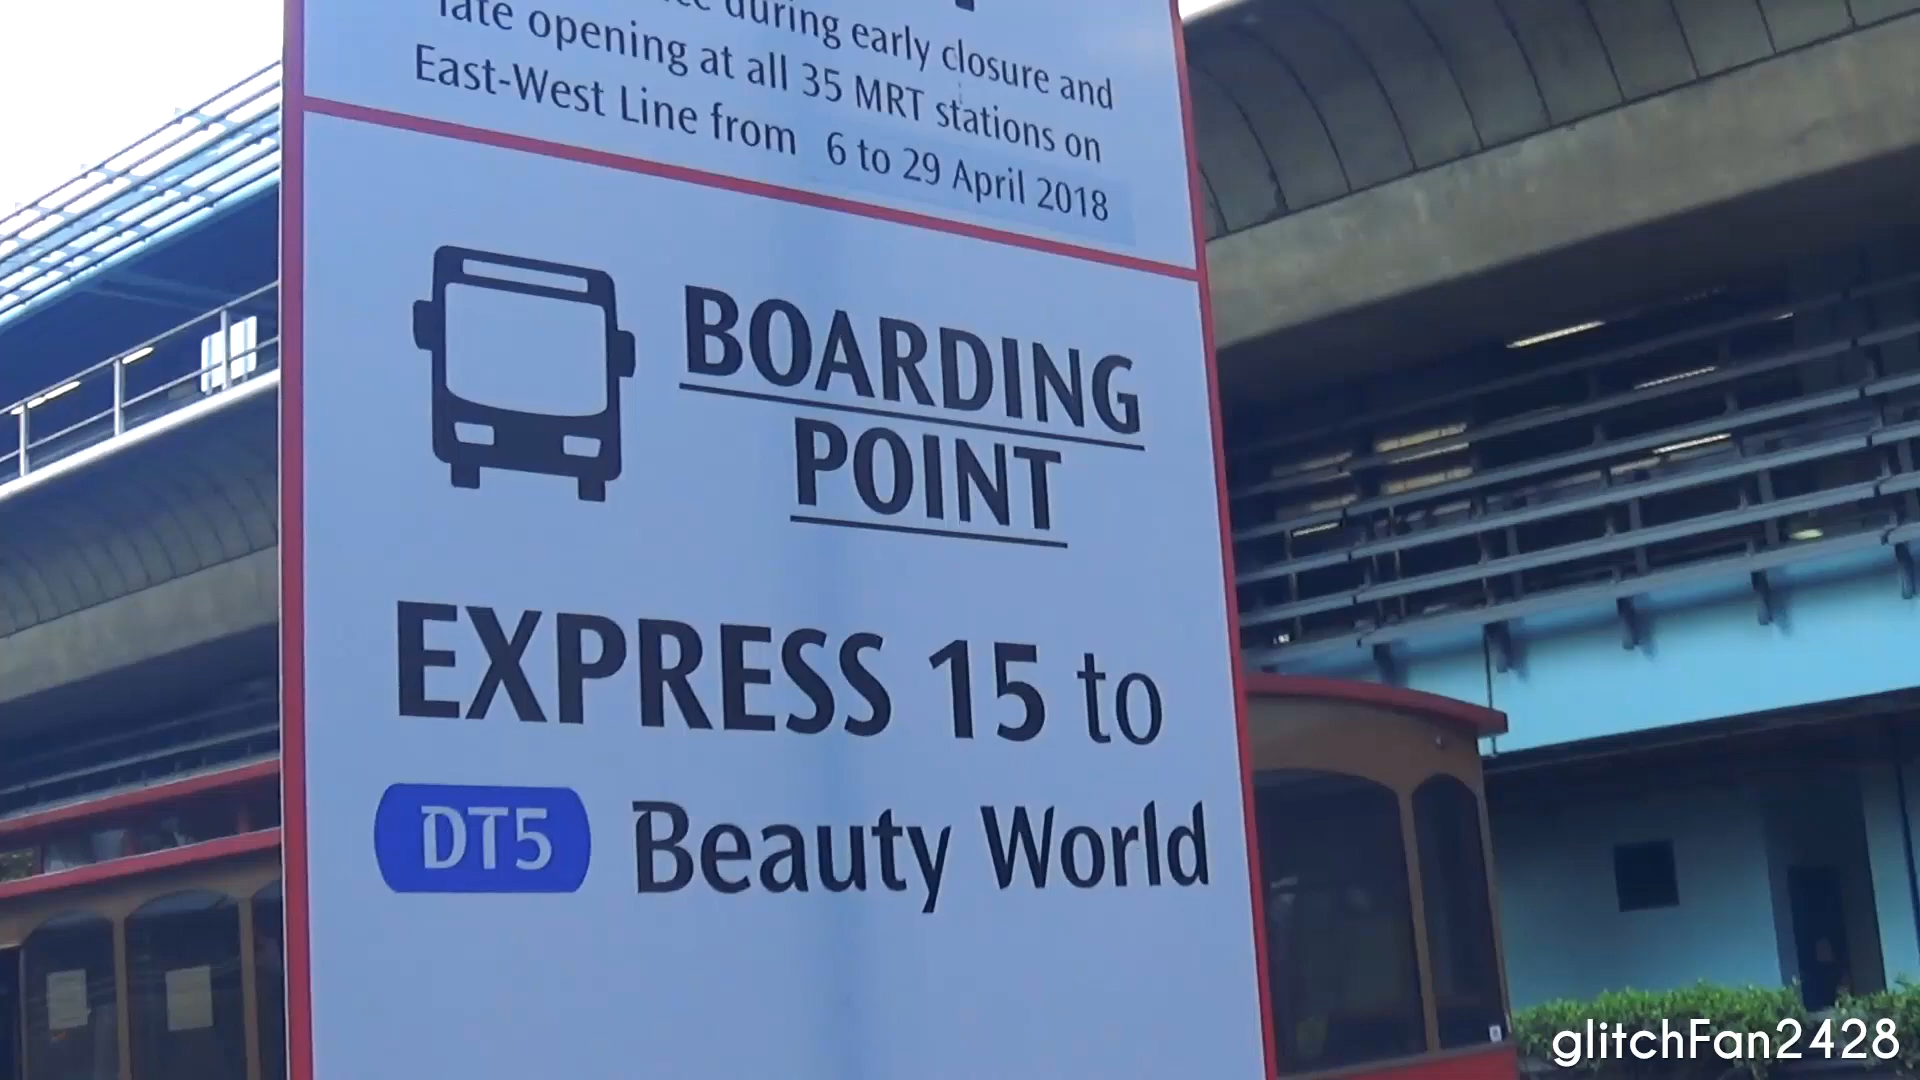 during early closure and
late opening at all 35 MRT stations on
East-West Line from 6 to 29 April 2018
BOARDING
POINT
EXPRESS 15 to
DT5 Beauty World
glitchFan2428